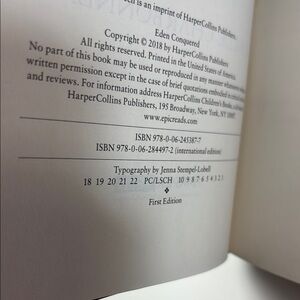 ch is an imprint of HarperCollins Publishers.
Eden Conquered
Copyright © 2018 by HarperCollins Publishers
All rights reserved. Printed in the United States of America.
No part of this book may be used or reproduced in any manner whatsoever
written permission except in the case of brief quotations embodied in critical
and reviews. For information address HarperCollins Children's Books, a
HarperCollins Publishers, 195 Broadway, New York, NY 10007.
www.epicreads.com
ISBN 978-0-06-245387-7
ISBN 978-0-06-284497-2 (international edition)
Typography by Jenna Stempel-Lobell
18 19 20 21 22 PC/LSCH 10 9 8 7 6 5 4 3 2
First Edition